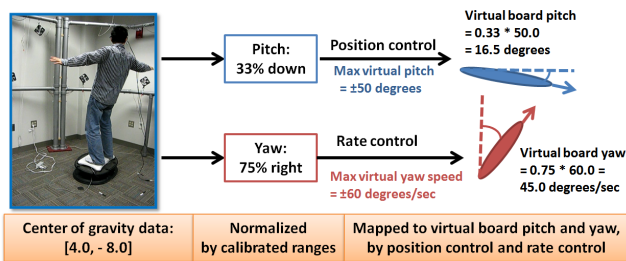 Virtual board pitch
= 0.33 * 50.0
= 16.5 degrees
Pitch:
33% down
Position control
Max virtual pitch
= ±50 degrees
Yaw:
75% right
Rate control
Max virtual yaw speed
= ±60 degrees/sec
Virtual board yaw
= 0.75 * 60.0=
45.0 degrees/sec
Center of gravity data:
[4.0, - 8.0]
Normalized
by calibrated ranges
Mapped to virtual board pitch and yaw,
by position control and rate control